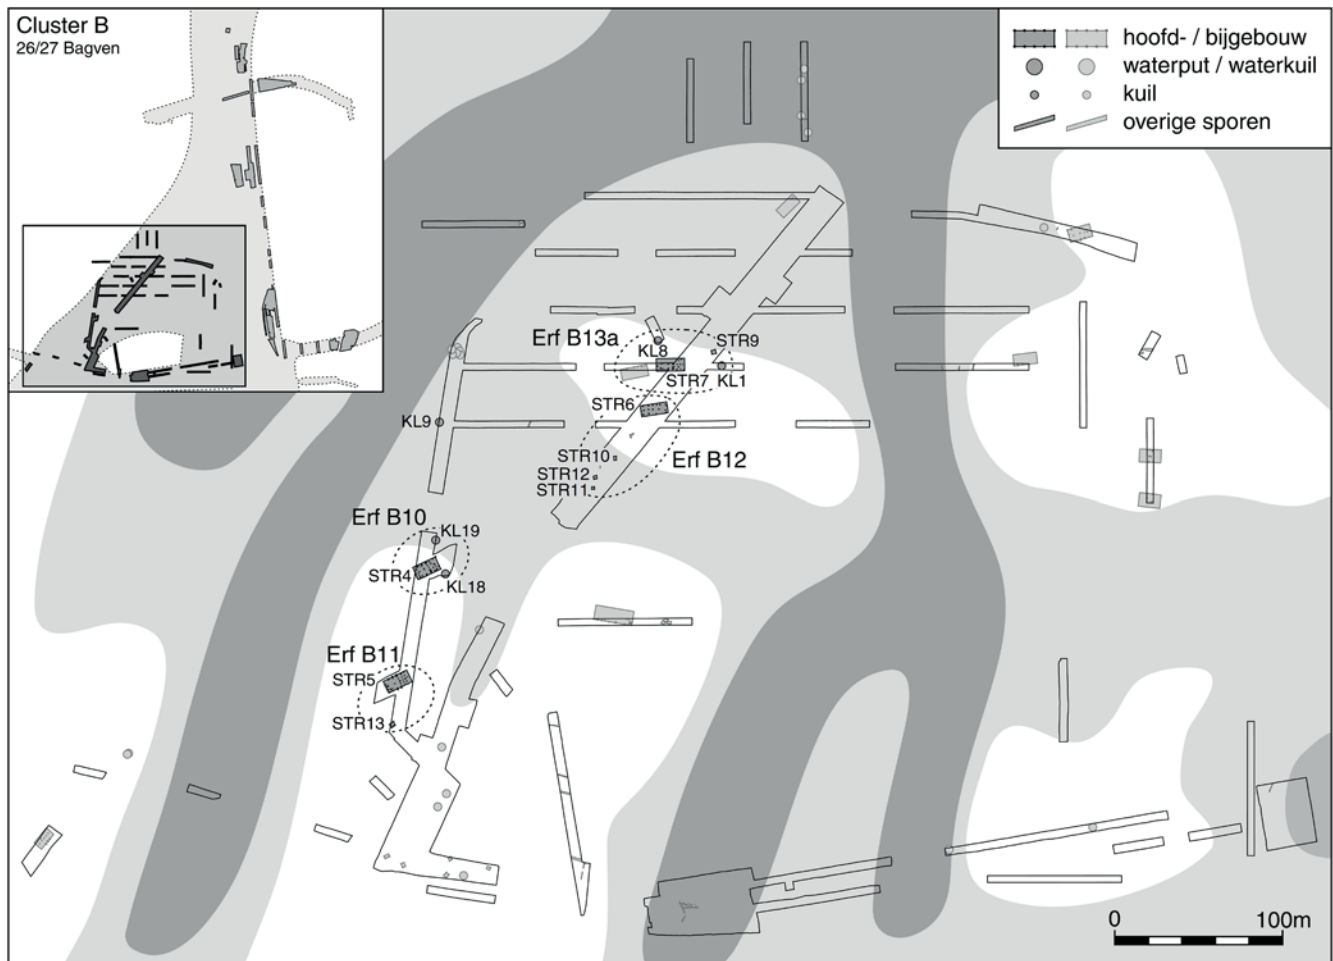 Cluster B
26/27 Bagven
hoofd- / bijgebouw
waterput / waterkuil
kuil
overige sporen
Erf B13a
STR9
KL8
STR7
KL1
STR6
KL9
Erf B12
STR10
STR12
STR11
Erf B10
KL19
STR4
KL18
Erf B11
STR5
STR13
0 100m